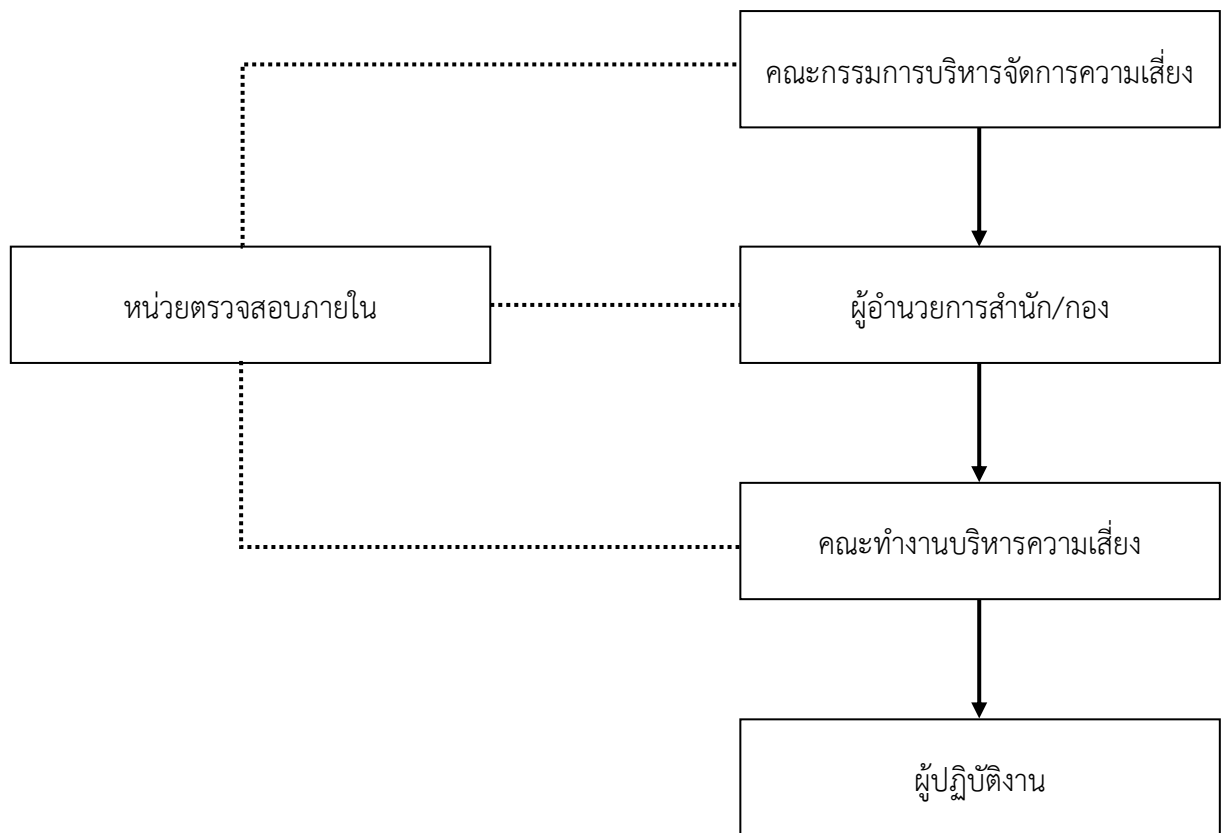 คณะกรรมการบริหารจัดการความเสี่ยง
หน่วยตรวจสอบภายใน
ผู้อำนวยการสำนัก/กอง
คณะทำงานบริหารความเสี่ยง
ผู้ปฏิบัติงาน